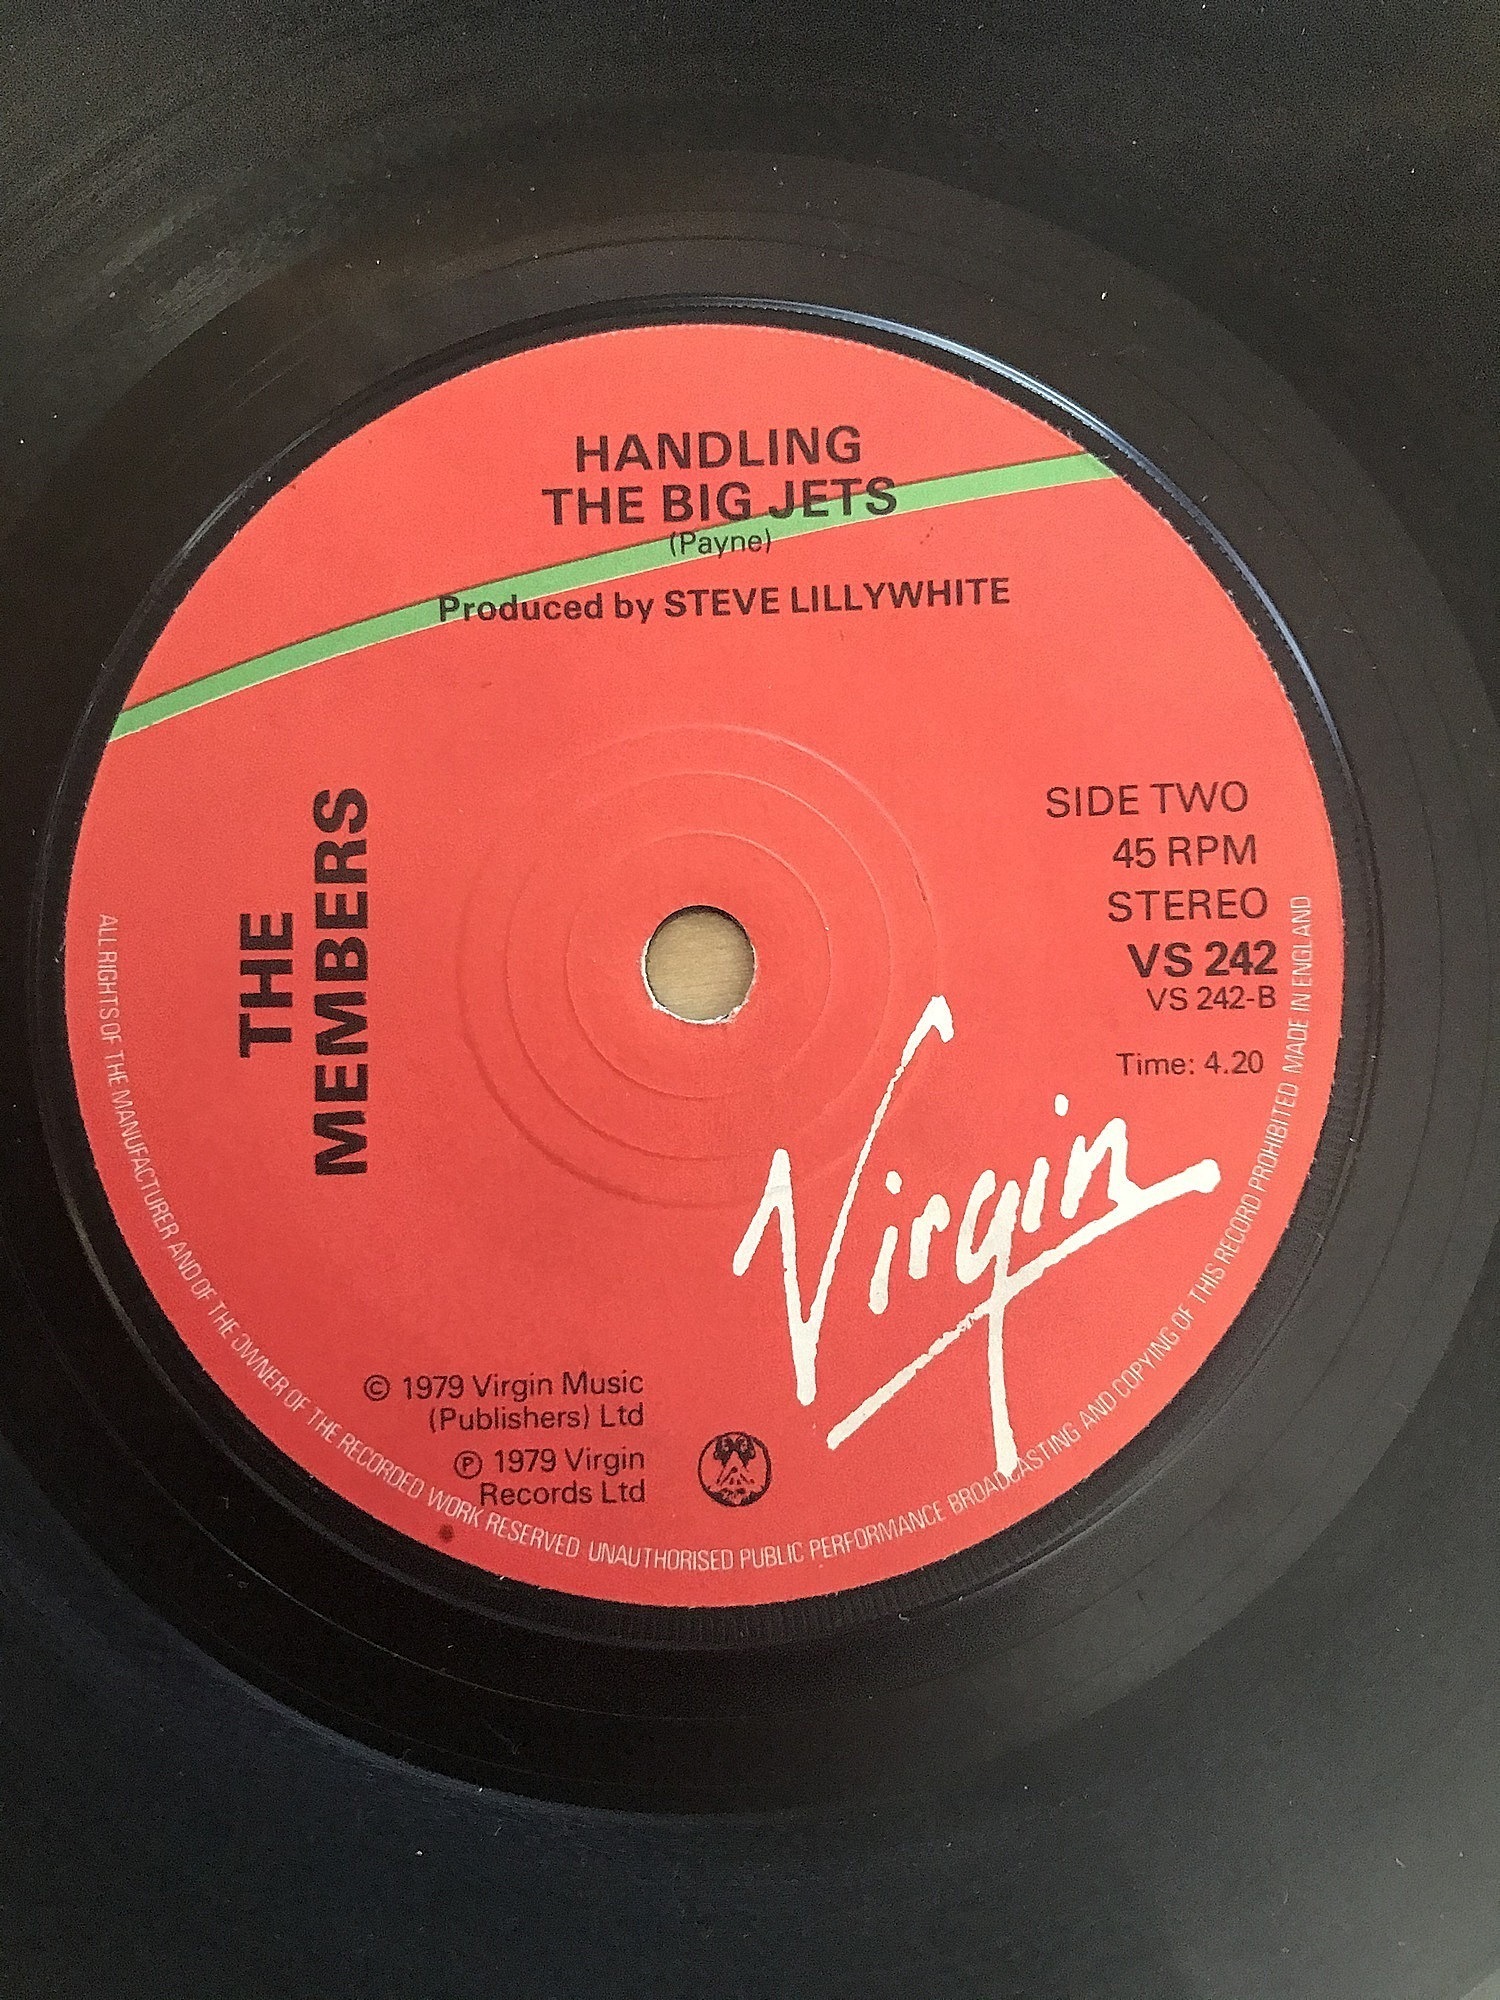 HANDLING
THE BIG JETS
(Payne)
Produced by STEVE LILLYWHITE
THE
MEMBERS
SIDE TWO
45 RPM
STEREO
VS 242
VS 242-B
Time: 4.20
Virgin
© 1979 Virgin Music
(Publishers) Ltd
℗ 1979 Virgin
Records Ltd
ALL RIGHTS OF THE MANUFACTURER AND OF THE OWNER OF THE RECORDED WORK RESERVED UNAUTHORISED PUBLIC PERFORMANCE BROADCASTING AND COPYING OF THIS RECORD PROHIBITED MADE IN ENGLAND